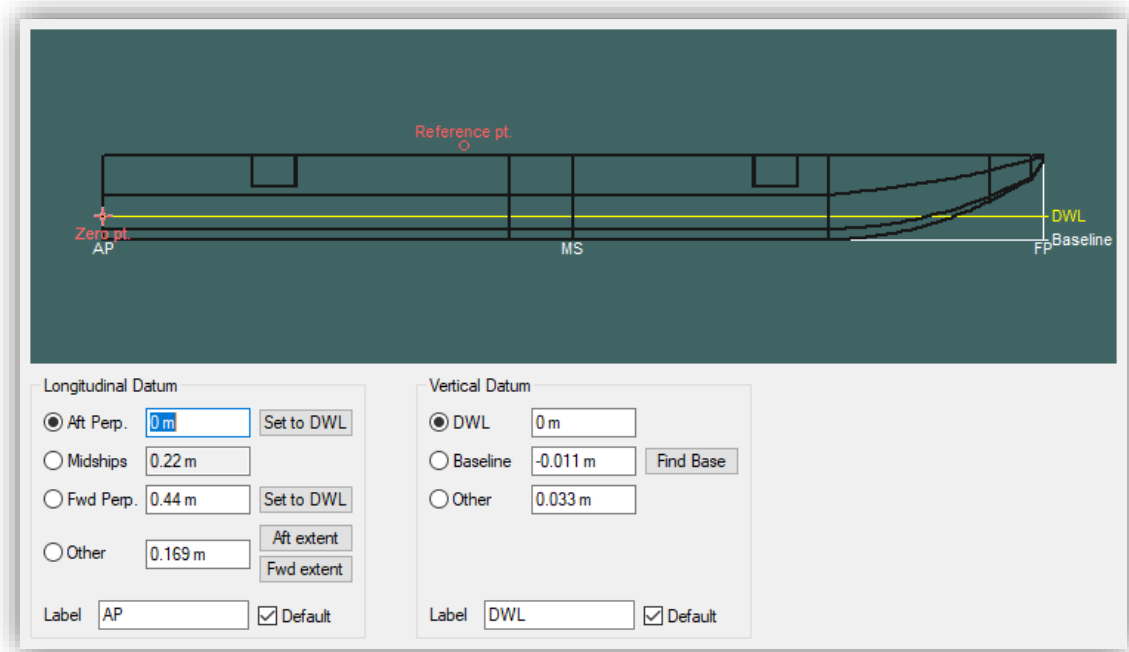 Reference pt.
DWL
Zero pt.
Baseline
AP
MS
FP
Longitudinal Datum
Aft Perp.
0 m
Set to DWL
Midships
0.22 m
Fwd Perp.
0.44 m
Set to DWL
Other
0.169 m
Aft extent
Fwd extent
Label
AP
Default
Vertical Datum
DWL
0 m
Baseline
-0.011 m
Find Base
Other
0.033 m
Label
DWL
Default